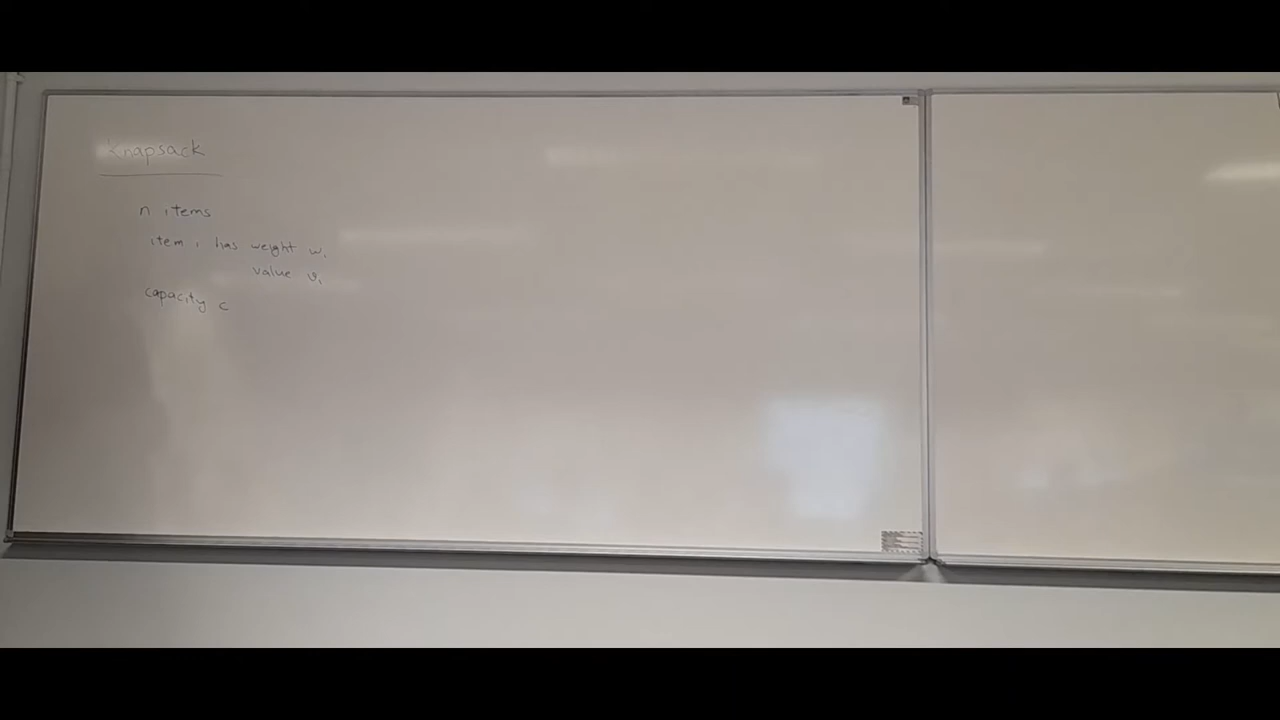 Knapsack
n items
item i has weight wᵢ
value vᵢ
capacity c